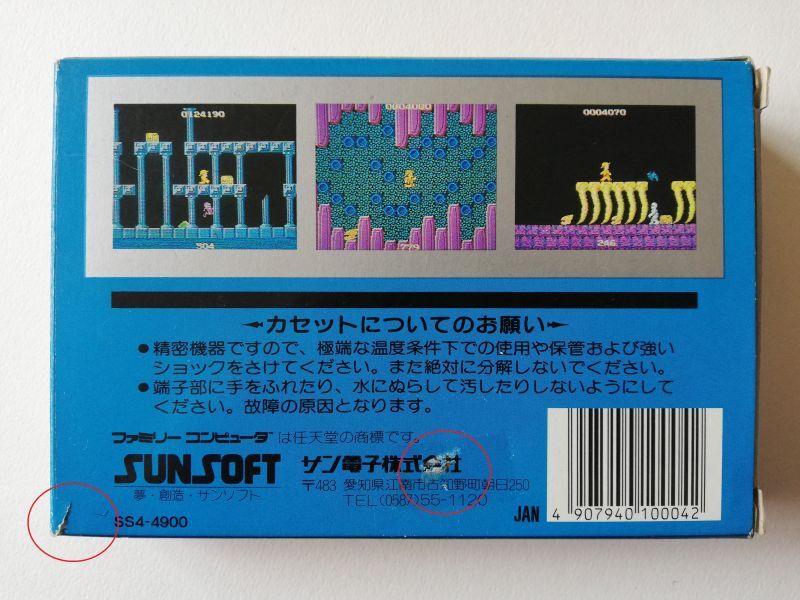 0124190
0004000
0004070
504
779
246
カセットについてのお願い
●精密機器ですので、極端な温度条件下での使用や保管および強い
ショックをさけてください。また絶対に分解しないでください。
●端子部に手をふれたり、水にぬらして汚したりしないようにして
ください。故障の原因となります。
ファミリーコンピュータ は任天堂の商標です。
SUNSOFT サン電子株式会社
夢・創造・サンソフト 〒483 愛知県江南市古知野町朝日250
TEL(0587)55-1120
SS4-4900
JAN 4 907940 100042